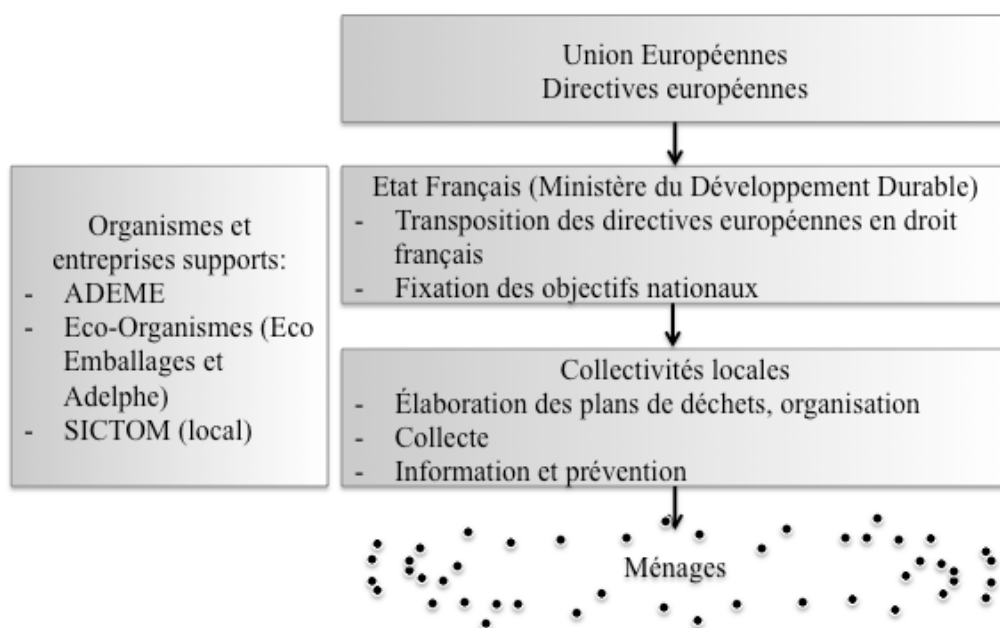 Union Européennes
Directives européennes
Etat Français (Ministère du Développement Durable)
- Transposition des directives européennes en droit
français
- Fixation des objectifs nationaux
Organismes et
entreprises supports:
- ADEME
- Eco-Organismes (Eco
Emballages et
Adelphe)
- SICTOM (local)
Collectivités locales
- Élaboration des plans de déchets, organisation
- Collecte
- Information et prévention
Ménages